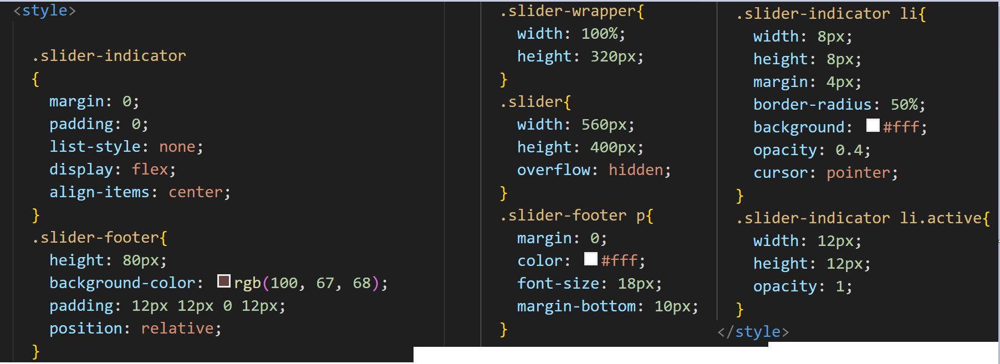 <style>
.slider-indicator
{
margin: 0;
padding: 0;
list-style: none;
display: flex;
align-items: center;
}
.slider-footer{
height: 80px;
background-color: rgb(100, 67, 68);
padding: 12px 12px 0 12px;
position: relative;
}
.slider-wrapper{
width: 100%;
height: 320px;
}
.slider{
width: 560px;
height: 400px;
overflow: hidden;
}
.slider-footer p{
margin: 0;
color: #fff;
font-size: 18px;
margin-bottom: 10px;
}
.slider-indicator li{
width: 8px;
height: 8px;
margin: 4px;
border-radius: 50%;
background: #fff;
opacity: 0.4;
cursor: pointer;
}
.slider-indicator li.active{
width: 12px;
height: 12px;
opacity: 1;
}
</style>